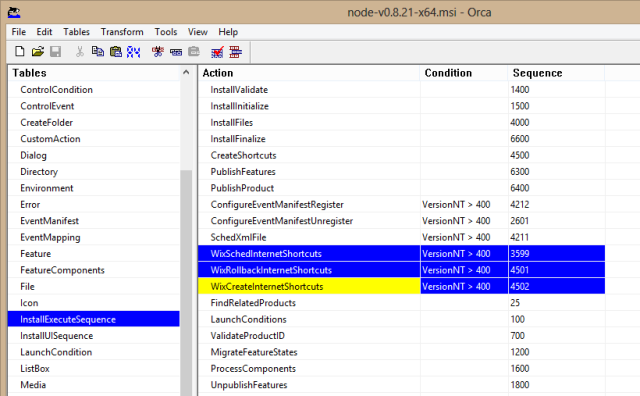 node-v0.8.21-x64.msi - Orca
File Edit Tables Transform Tools View Help
Tables Action Condition Sequence
ControlCondition InstallValidate 1400
ControlEvent InstallInitialize 1500
CreateFolder InstallFiles 4000
CustomAction InstallFinalize 6600
Dialog CreateShortcuts 4500
Directory PublishFeatures 6300
Environment PublishProduct 6400
Error ConfigureEventManifestRegister VersionNT > 400 4212
EventManifest ConfigureEventManifestUnregister VersionNT > 400 2601
EventMapping SchedXmlFile VersionNT > 400 4211
Feature WixSchedInternetShortcuts VersionNT > 400 3599
FeatureComponents WixRollbackInternetShortcuts VersionNT > 400 4501
File WixCreateInternetShortcuts VersionNT > 400 4502
Icon FindRelatedProducts 25
InstallExecuteSequence LaunchConditions 100
InstallUISequence ValidateProductID 700
LaunchCondition MigrateFeatureStates 1200
ListBox ProcessComponents 1600
Media UnpublishFeatures 1800